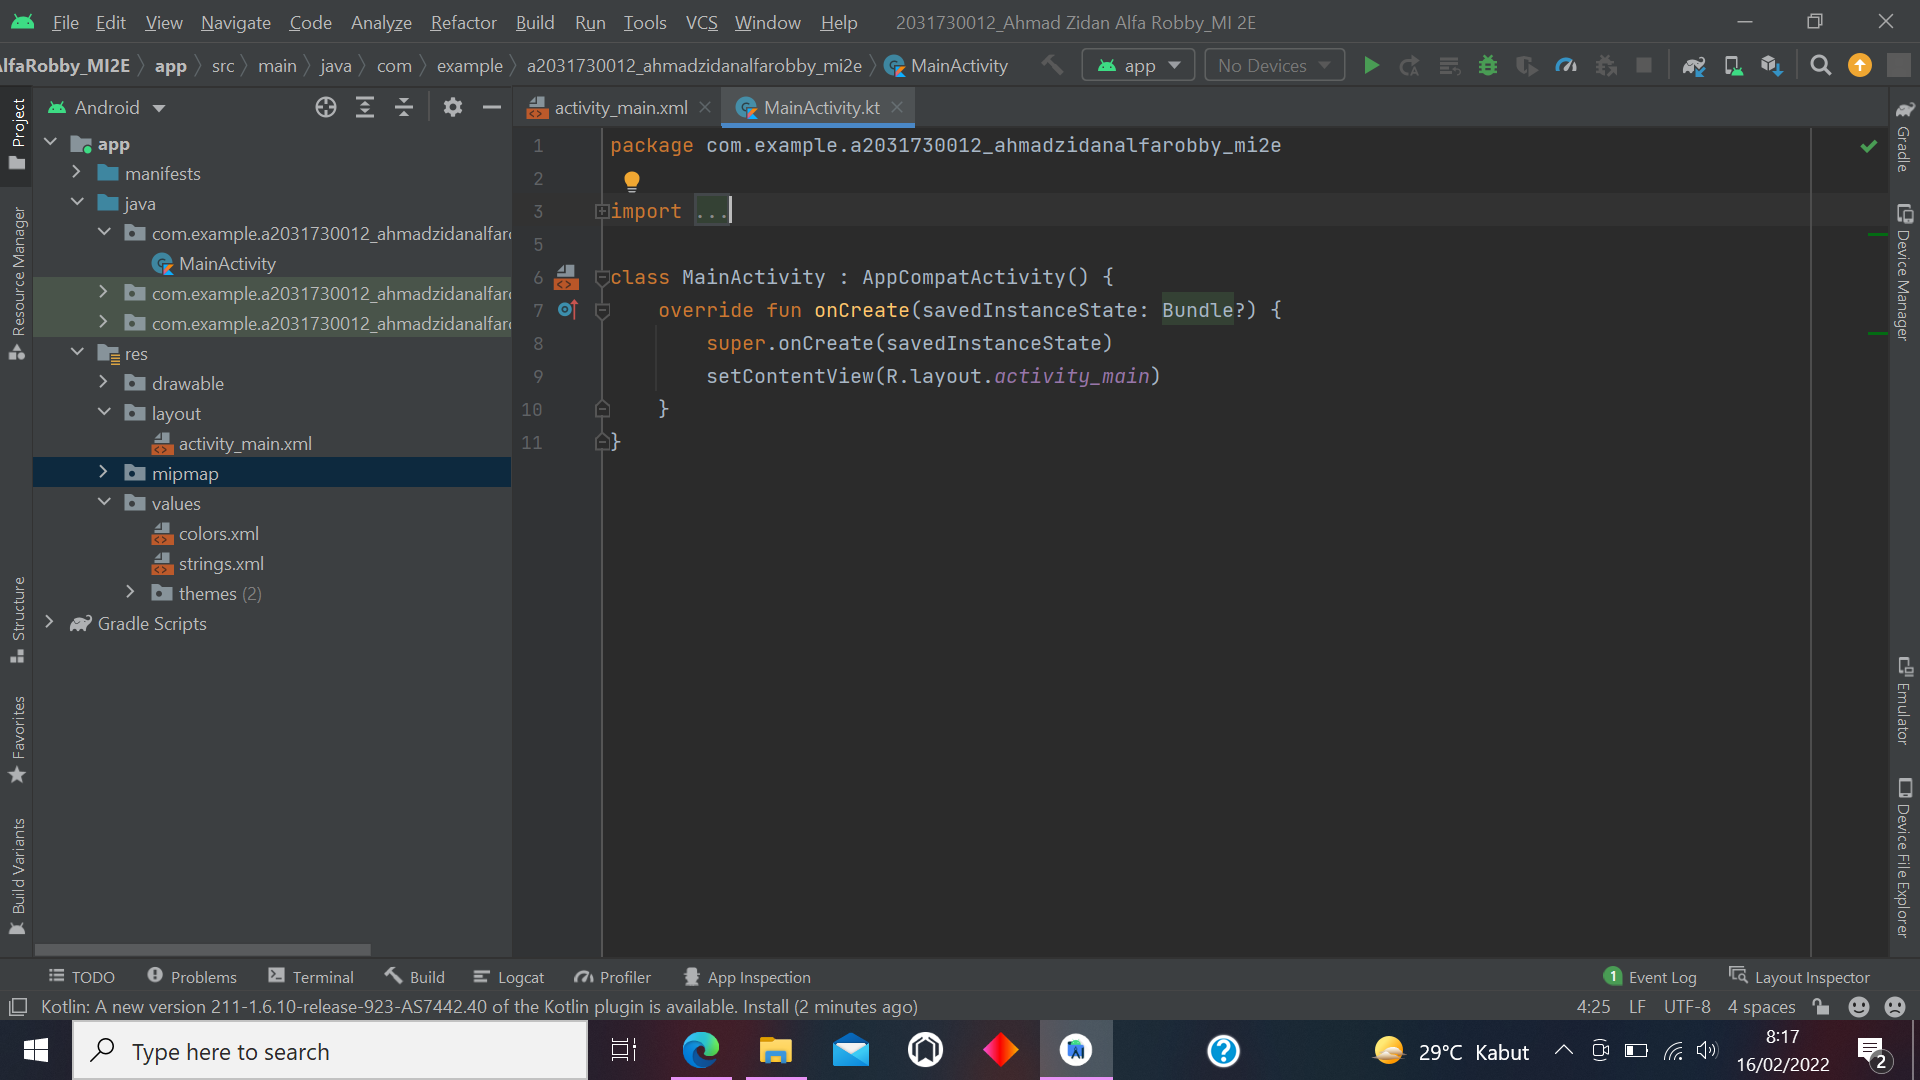 File Edit View Navigate Code Analyze Refactor Build Run Tools VCS Window Help 2031730012_Ahmad Zidan Alfa Robby_MI 2E
lfaRobby_MI2E app src main java com example a2031730012_ahmadzidanalfarobby_mi2e MainActivity app No Devices
Android
activity_main.xml MainActivity.kt
Project
Resource Manager
Structure
Favorites
Build Variants
app
manifests
java
com.example.a2031730012_ahmadzidanalfar
MainActivity
com.example.a2031730012_ahmadzidanalfar
com.example.a2031730012_ahmadzidanalfar
res
drawable
layout
activity_main.xml
mipmap
values
colors.xml
strings.xml
themes (2)
Gradle Scripts
1 package com.example.a2031730012_ahmadzidanalfarobby_mi2e
2
3 import ...
5
6 class MainActivity : AppCompatActivity() {
7 override fun onCreate(savedInstanceState: Bundle?) {
8 super.onCreate(savedInstanceState)
9 setContentView(R.layout.activity_main)
10 }
11 }
Gradle
Device Manager
Emulator
Device File Explorer
TODO Problems Terminal Build Logcat Profiler App Inspection 1 Event Log Layout Inspector
Kotlin: A new version 211-1.6.10-release-923-AS7442.40 of the Kotlin plugin is available. Install (2 minutes ago) 4:25 LF UTF-8 4 spaces
Type here to search 29°C Kabut 8:17
16/02/2022 2